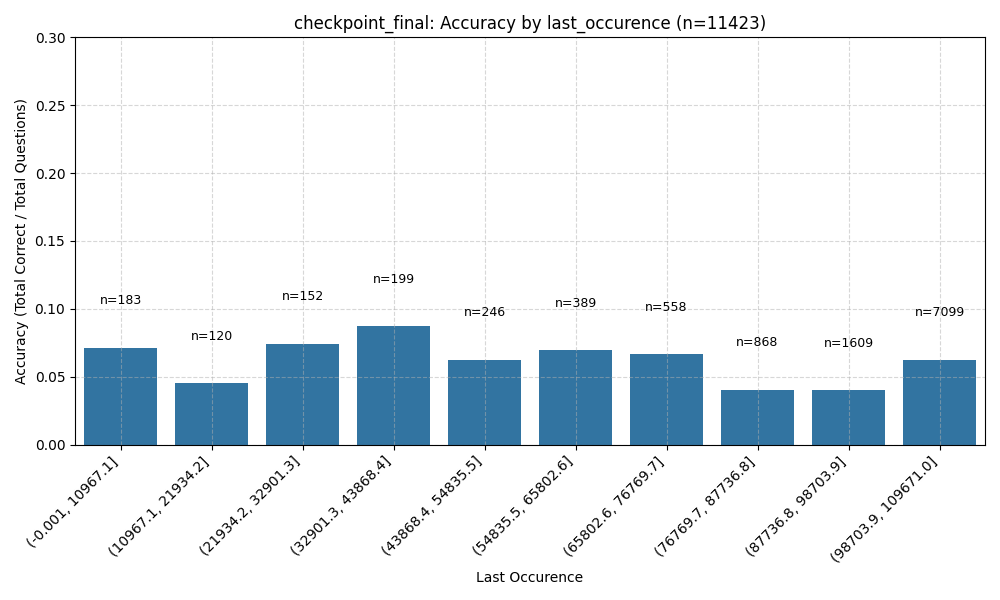 checkpoint_final: Accuracy by last_occurence (n=11423)
Accuracy (Total Correct / Total Questions)
0.30
0.25
0.20
0.15
0.10
0.05
0.00
n=183
n=120
n=152
n=199
n=246
n=389
n=558
n=868
n=1609
n=7099
(-0.001, 10967.1]
(10967.1, 21934.2]
(21934.2, 32901.3]
(32901.3, 43868.4]
(43868.4, 54835.5]
(54835.5, 65802.6]
(65802.6, 76769.7]
(76769.7, 87736.8]
(87736.8, 98703.9]
(98703.9, 109671.0]
Last Occurence